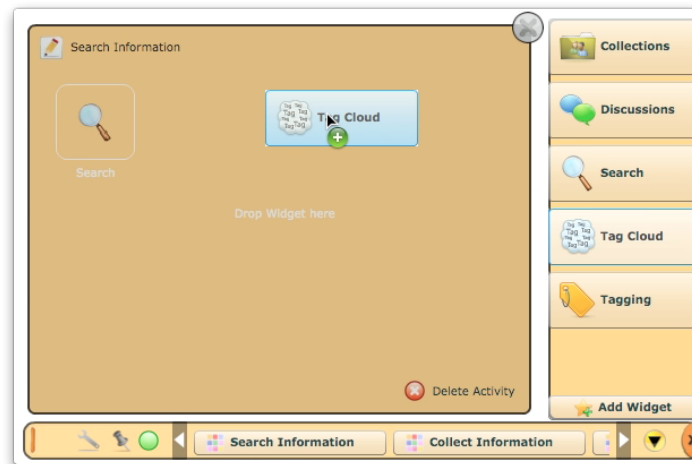 Search Information
Search
Tag Cloud
Drop Widget here
Delete Activity
Collections
Discussions
Search
Tag Cloud
Tagging
Add Widget
Search Information
Collect Information